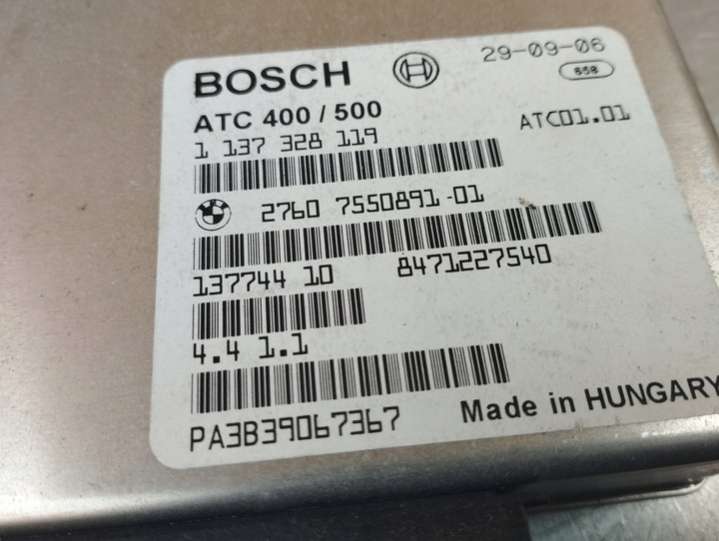 BOSCH
29-09-06
658
ATC 400 / 500
1 137 328 119
ATC01.01
2760 7550891-01
137744 10 8471227540
4.4 1.1
PA3B39067367
Made in HUNGARY